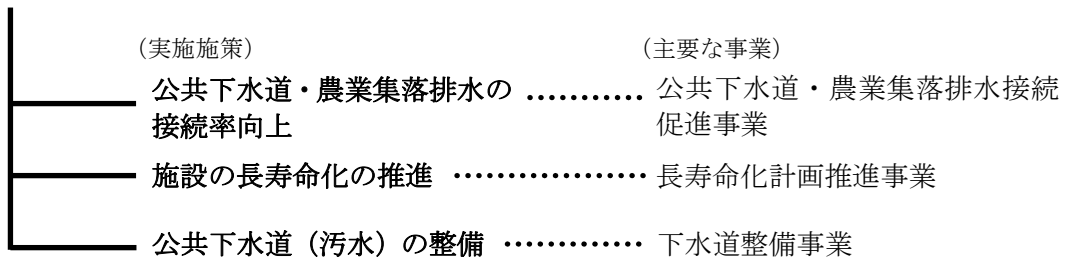 （実施施策） （主要な事業）
公共下水道・農業集落排水の ………… 公共下水道・農業集落排水接続
接続率向上 促進事業
施設の長寿命化の推進 ……………… 長寿命化計画推進事業
公共下水道（汚水）の整備 ………… 下水道整備事業